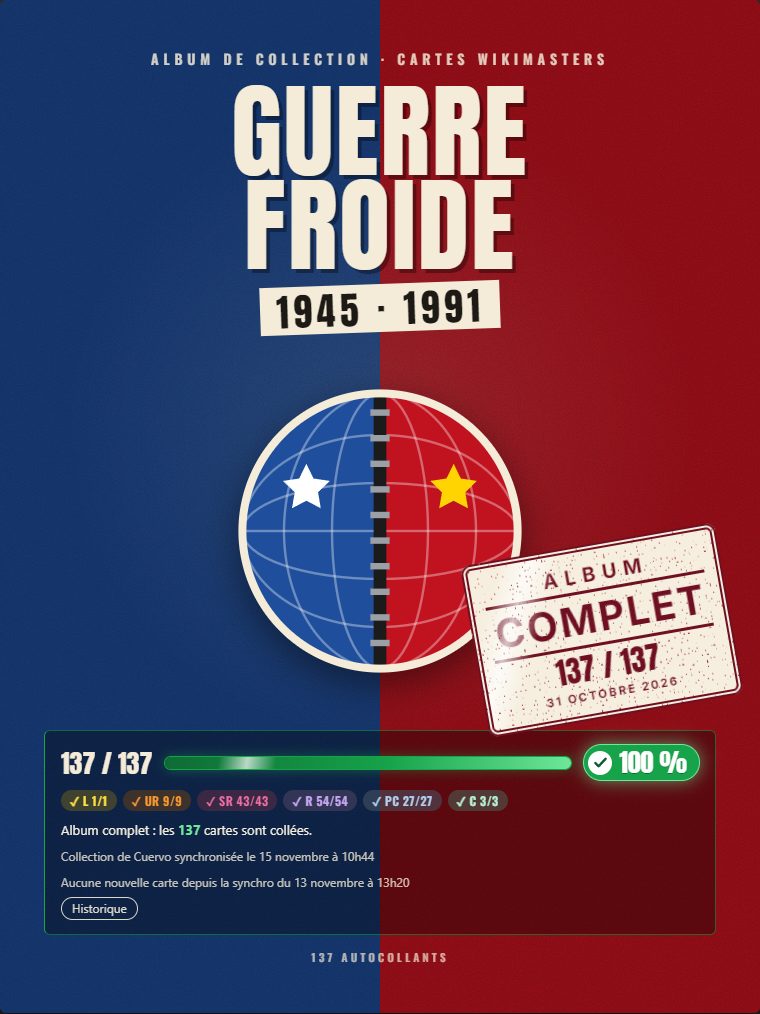 ALBUM DE COLLECTION · CARTES WIKIMASTERS
GUERRE
FROIDE
1945 · 1991
ALBUM
COMPLET
137 / 137
31 OCTOBRE 2026
137 / 137
100 %
✓ L 1/1 ✓ UR 9/9 ✓ SR 43/43 ✓ R 54/54 ✓ PC 27/27 ✓ C 3/3
Album complet : les 137 cartes sont collées.
Collection de Cuervo synchronisée le 15 novembre à 10h44
Aucune nouvelle carte depuis la synchro du 13 novembre à 13h20
Historique
137 AUTOCOLLANTS